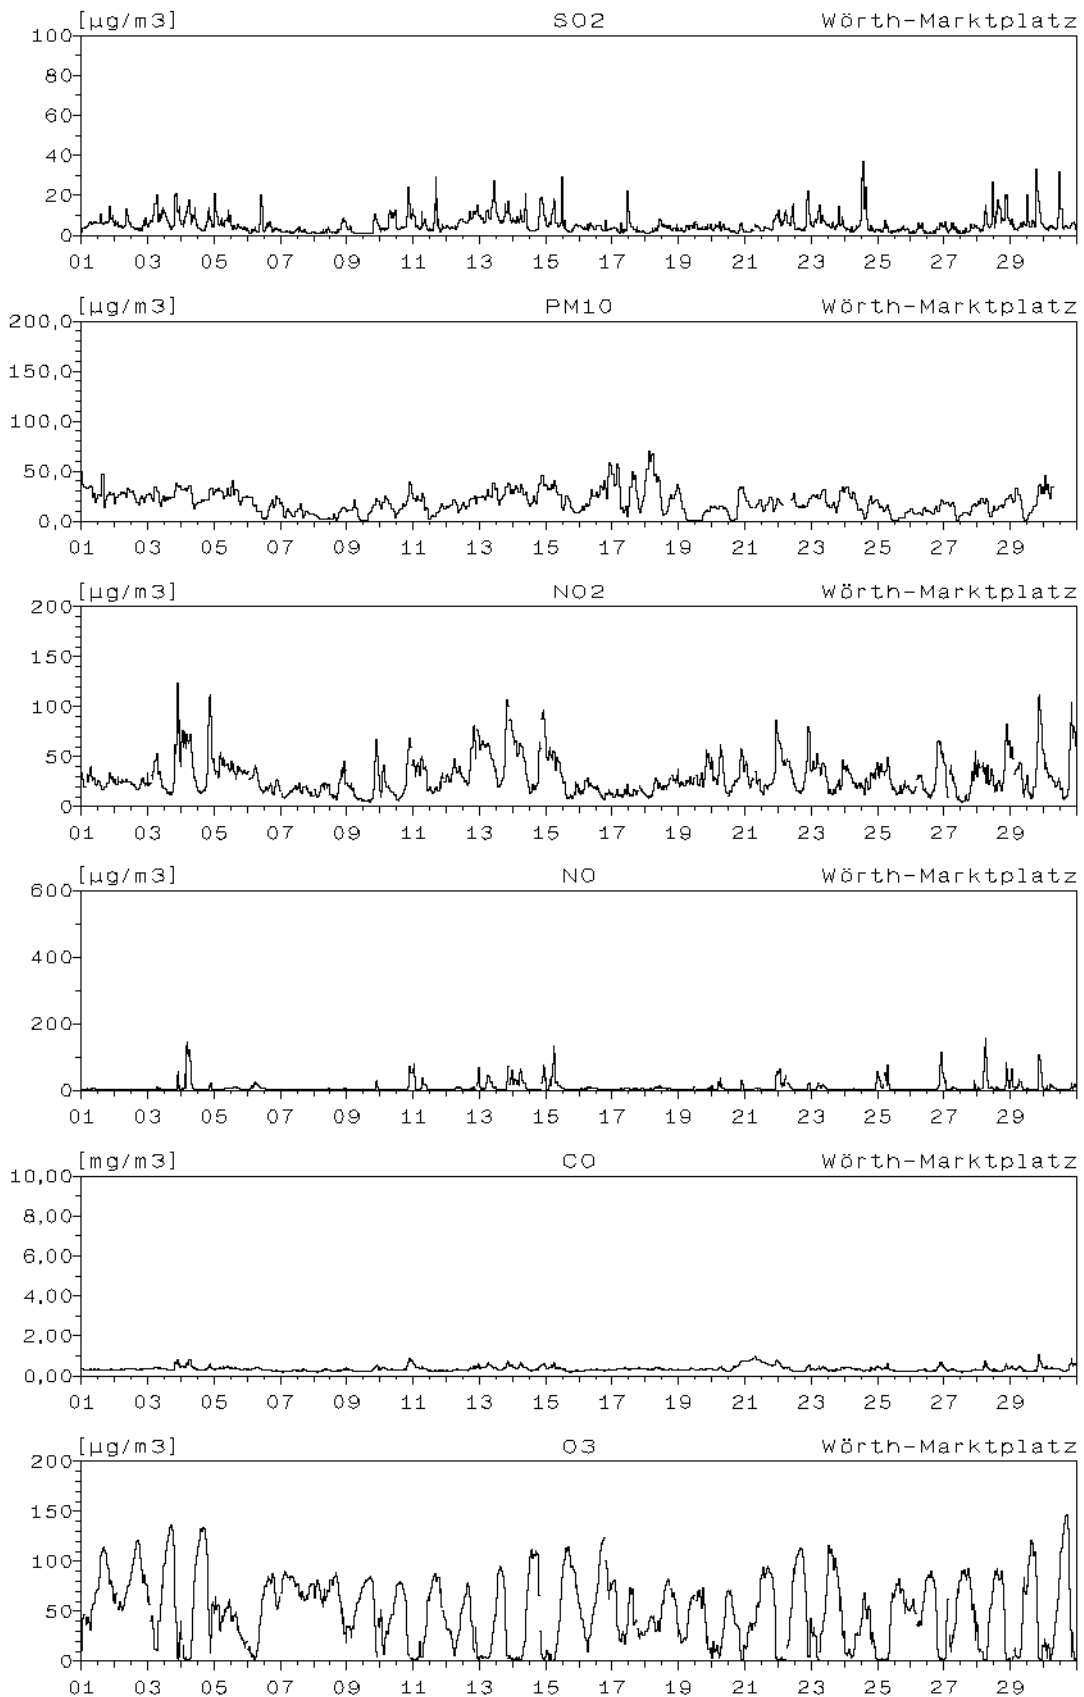 [µg/m3] SO2 Wörth-Marktplatz
100
80
60
40
20
0
01 03 05 07 09 11 13 15 17 19 21 23 25 27 29
[µg/m3] PM10 Wörth-Marktplatz
200,0
150,0
100,0
50,0
0,0
01 03 05 07 09 11 13 15 17 19 21 23 25 27 29
[µg/m3] NO2 Wörth-Marktplatz
200
150
100
50
0
01 03 05 07 09 11 13 15 17 19 21 23 25 27 29
[µg/m3] NO Wörth-Marktplatz
600
400
200
0
01 03 05 07 09 11 13 15 17 19 21 23 25 27 29
[mg/m3] CO Wörth-Marktplatz
10,00
8,00
6,00
4,00
2,00
0,00
01 03 05 07 09 11 13 15 17 19 21 23 25 27 29
[µg/m3] O3 Wörth-Marktplatz
200
150
100
50
0
01 03 05 07 09 11 13 15 17 19 21 23 25 27 29